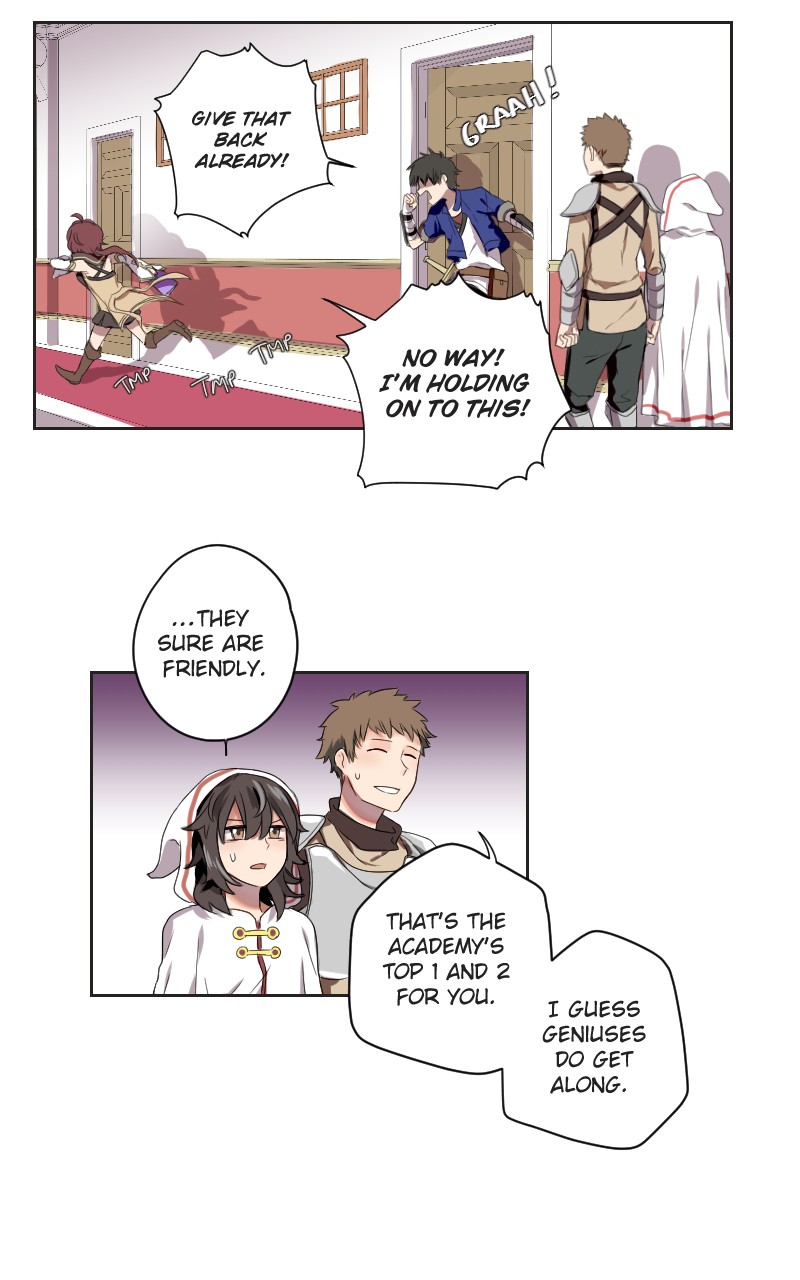 GIVE THAT
BACK
ALREADY!
GRAAH!
NO WAY!
I'M HOLDING
ON TO THIS!
TMP
TMP
TMP
...THEY
SURE ARE
FRIENDLY.
THAT'S THE
ACADEMY'S
TOP 1 AND 2
FOR YOU.
I GUESS
GENIUSES
DO GET
ALONG.